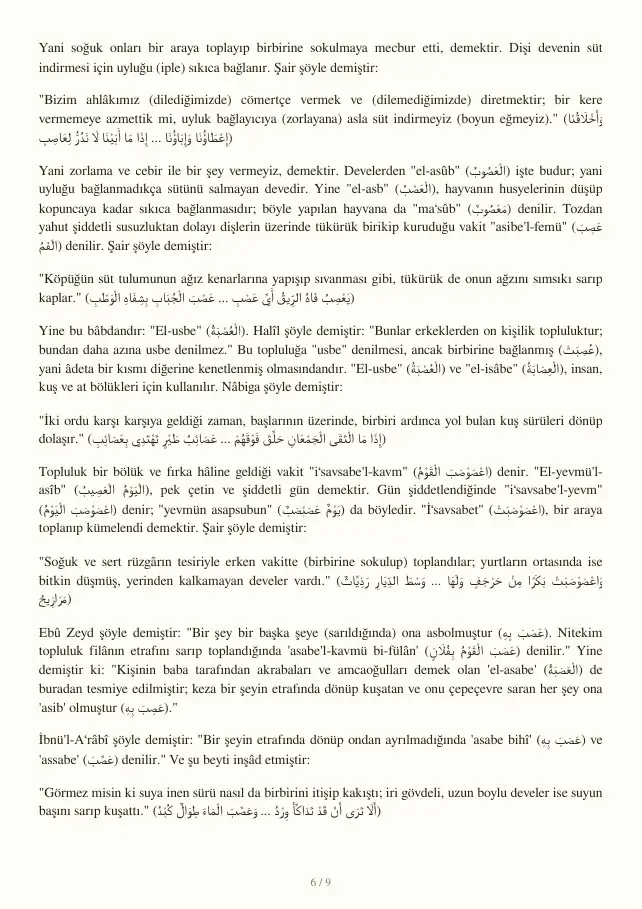 Yani soğuk onları bir araya toplayıp birbirine sokulmaya mecbur etti, demektir. Dişi devenin süt
indirmesi için uyluğu (iple) sıkıca bağlanır. Şair şöyle demiştir:
"Bizim ahlâkımız (dilediğimizde) cömertçe vermek ve (dilemediğimizde) diretmektir; bir kere
vermemeye azmettik mi, uyluk bağlayıcıya (zorlayana) asla süt indirmeyiz (boyun eğmeyiz)." (وَأَخْلَاقُنَا
إِعْطَاؤُنَا وَإِبَاؤُنَا ... إِذَا مَا أَبَيْنَا لَا نَدُرُّ لِعَاصِبِ)
Yani zorlama ve cebir ile bir şey vermeyiz, demektir. Develerden "el-asûb" (الْعَصُوبُ) işte budur; yani
uyluğu bağlanmadıkça sütünü salmayan devedir. Yine "el-asb" (الْعَصْبُ), hayvanın husyelerinin düşüp
kopuncaya kadar sıkıca bağlanmasıdır; böyle yapılan hayvana da "ma‘sûb" (مَعْصُوبٌ) denilir. Tozdan
yahut şiddetli susuzluktan dolayı dişlerin üzerinde tükürük birikip kuruduğu vakit "asibe'l-femü" (عَصِبَ
الْفَمُ) denilir. Şair şöyle demiştir:
"Köpüğün süt tulumunun ağız kenarlarına yapışıp sıvanması gibi, tükürük de onun ağzını sımsıkı sarıp
kaplar." (يَعْصِبُ فَاهُ الرِّيقُ أَيَّ عَصْبِ ... عَصْبَ الْجُبَابِ بِشِفَاهِ الْوَطْبِ)
Yine bu bâbdandır: "El-usbe" (الْعُصْبَةُ). Halîl şöyle demiştir: "Bunlar erkeklerden on kişilik topluluktur;
bundan daha azına usbe denilmez." Bu topluluğa "usbe" denilmesi, ancak birbirine bağlanmış (عُصِبَتْ),
yani âdeta bir kısmı diğerine kenetlenmiş olmasındandır. "El-usbe" (الْعُصْبَةُ) ve "el-isâbe" (الْعِصَابَةُ), insan,
kuş ve at bölükleri için kullanılır. Nâbiga şöyle demiştir:
"İki ordu karşı karşıya geldiği zaman, başlarının üzerinde, birbiri ardınca yol bulan kuş sürüleri dönüp
dolaşır." (إِذَا مَا الْتَقَى الْجَمْعَانِ حَلَّقَ فَوْقَهُمْ ... عَصَائِبُ طَيْرٍ تَهْتَدِي بِعَصَائِبِ)
Topluluk bir bölük ve fırka hâline geldiği vakit "i‘savsabe'l-kavm" (اعْصَوْصَبَ الْقَوْمُ) denir. "El-yevmü'l-
asîb" (الْيَوْمُ الْعَصِيبُ), pek çetin ve şiddetli gün demektir. Gün şiddetlendiğinde "i‘savsabe'l-yevm"
(اعْصَوْصَبَ الْيَوْمُ) denir; "yevmün asapsubun" (يَوْمٌ عَصَبْصَبٌ) da böyledir. "İ‘savsabet" (اعْصَوْصَبَتْ), bir araya
toplanıp kümelendi demektir. Şair şöyle demiştir:
"Soğuk ve sert rüzgârın tesiriyle erken vakitte (birbirine sokulup) toplandılar; yurtların ortasında ise
bitkin düşmüş, yerinden kalkamayan develer vardı." (وَاعْصَوْصَبَتْ بَكَرًا مِنْ حَرْجَفٍ وَلَهَا ... وَسْطَ الدِّيَارِ رَذِيَّاتٌ
مَرَازِيحُ)
Ebû Zeyd şöyle demiştir: "Bir şey bir başka şeye (sarıldığında) ona asbolmuştur (عَصَبَ بِهِ). Nitekim
topluluk filânın etrafını sarıp toplandığında 'asabe'l-kavmü bi-fülân' (عَصَبَ الْقَوْمُ بِفُلَانٍ) denilir." Yine
demiştir ki: "Kişinin baba tarafından akrabaları ve amcaoğulları demek olan 'el-asabe' (الْعَصَبَةُ) de
buradan tesmiye edilmiştir; keza bir şeyin etrafında dönüp kuşatan ve onu çepeçevre saran her şey ona
'asib' olmuştur (عَصِبَ بِهِ)."
İbnü'l-A‘râbî şöyle demiştir: "Bir şeyin etrafında dönüp ondan ayrılmadığında 'asabe bihî' (عَصَبَ بِهِ) ve
'assabe' (عَصَّبَ) denilir." Ve şu beyti inşâd etmiştir:
"Görmez misin ki suya inen sürü nasıl da birbirini itişip kakıştı; iri gövdeli, uzun boylu develer ise suyun
başını sarıp kuşattı." (أَلَا تَرَى أَنْ قَدْ تَدَاكَأَ وِرْدُ ... وَعَصَّبَ الْمَاءَ طِوَالٌ كُبْدُ)
6 / 9